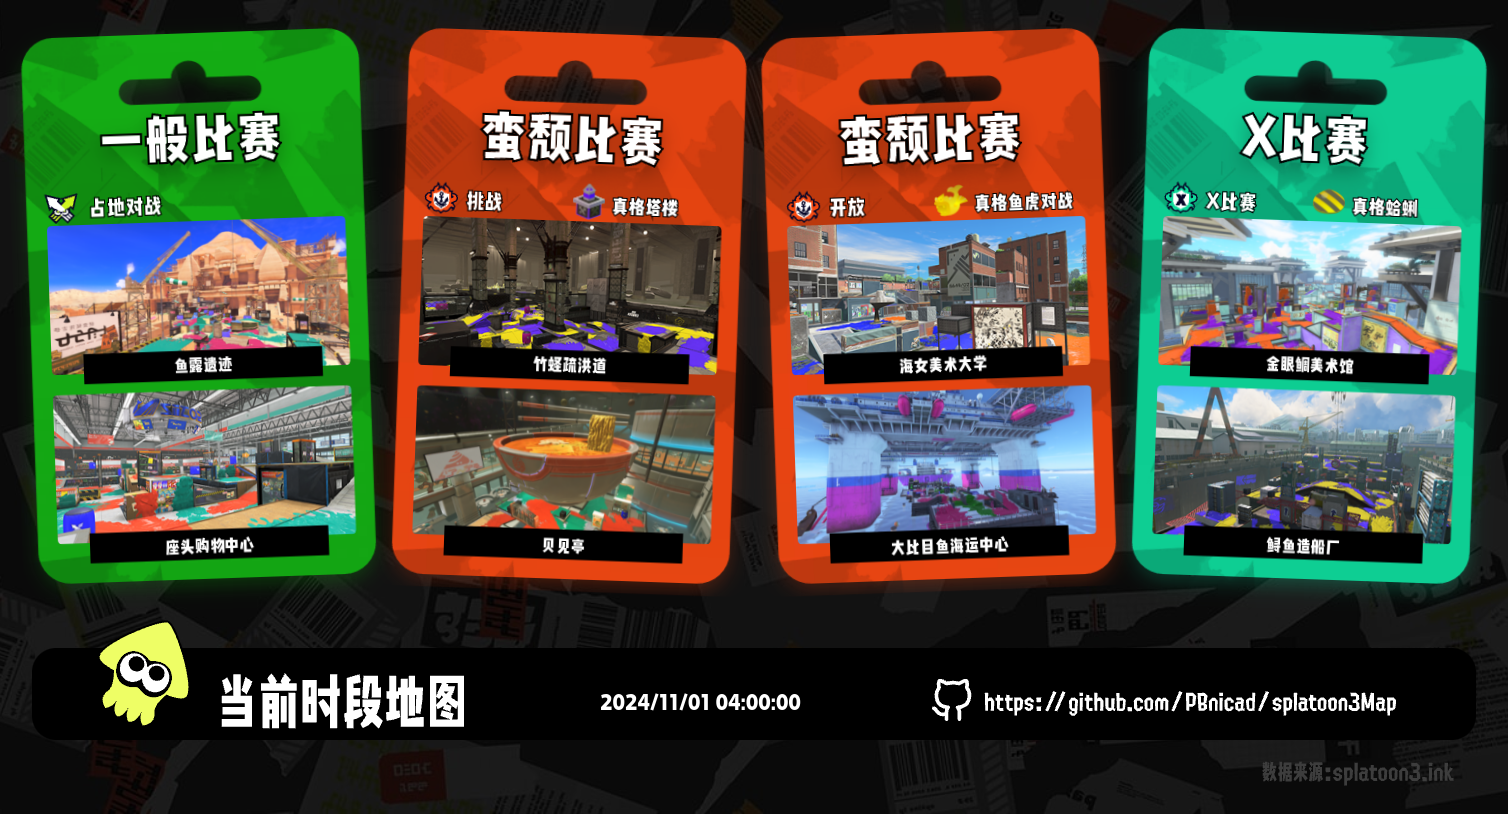 一般比赛
占地对战
鱼露遗迹
座头购物中心
蛮颓比赛
挑战
真格塔楼
竹蛏疏洪道
贝见亭
蛮颓比赛
开放
真格鱼虎对战
海女美术大学
大比目鱼海运中心
X比赛
X比赛
真格蛤蜊
金眼鲷美术馆
鲟鱼造船厂
当前时段地图
2024/11/01 04:00:00
https://github.com/PBnicad/splatoon3Map
数据来源:splatoon3.ink